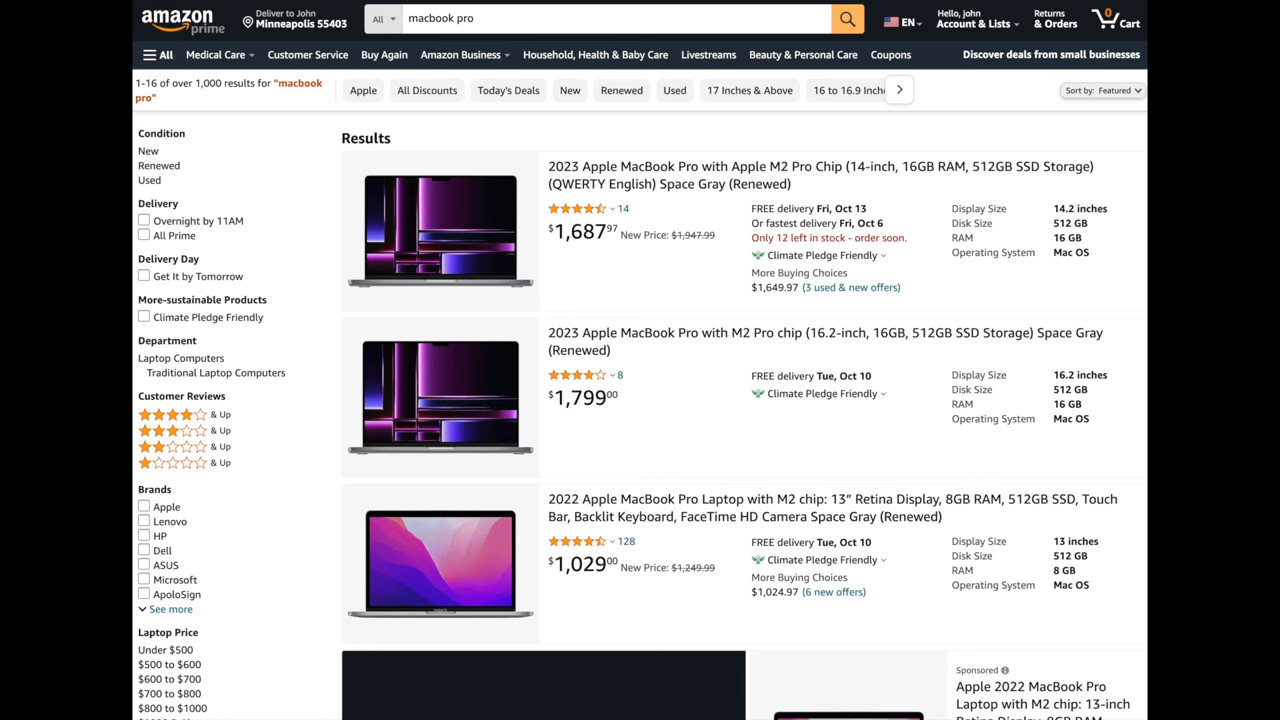 amazon
prime
Deliver to John
Minneapolis 55403
All
macbook pro
EN
Hello, john
Account & Lists
Returns
& Orders
0
Cart
All
Medical Care
Customer Service
Buy Again
Amazon Business
Household, Health & Baby Care
Livestreams
Beauty & Personal Care
Coupons
Discover deals from small businesses
1-16 of over 1,000 results for "macbook
pro"
Apple
All Discounts
Today's Deals
New
Renewed
Used
17 Inches & Above
16 to 16.9 Inch
Sort by: Featured
Condition
New
Renewed
Used
Delivery
Overnight by 11AM
All Prime
Delivery Day
Get It by Tomorrow
More-sustainable Products
Climate Pledge Friendly
Department
Laptop Computers
Traditional Laptop Computers
Customer Reviews
& Up
& Up
& Up
& Up
Brands
Apple
Lenovo
HP
Dell
ASUS
Microsoft
ApoloSign
See more
Laptop Price
Under $500
$500 to $600
$600 to $700
$700 to $800
$800 to $1000
Results
2023 Apple MacBook Pro with Apple M2 Pro Chip (14-inch, 16GB RAM, 512GB SSD Storage)
(QWERTY English) Space Gray (Renewed)
14
$1,687.97 New Price: $1,947.99
FREE delivery Fri, Oct 13
Or fastest delivery Fri, Oct 6
Only 12 left in stock - order soon.
Climate Pledge Friendly
More Buying Choices
$1,649.97 (3 used & new offers)
Display Size 14.2 inches
Disk Size 512 GB
RAM 16 GB
Operating System Mac OS
2023 Apple MacBook Pro with M2 Pro chip (16.2-inch, 16GB, 512GB SSD Storage) Space Gray
(Renewed)
8
$1,799.00
FREE delivery Tue, Oct 10
Climate Pledge Friendly
Display Size 16.2 inches
Disk Size 512 GB
RAM 16 GB
Operating System Mac OS
2022 Apple MacBook Pro Laptop with M2 chip: 13" Retina Display, 8GB RAM, 512GB SSD, Touch
Bar, Backlit Keyboard, FaceTime HD Camera Space Gray (Renewed)
128
$1,029.00 New Price: $1,249.99
FREE delivery Tue, Oct 10
Climate Pledge Friendly
More Buying Choices
$1,024.97 (6 new offers)
Display Size 13 inches
Disk Size 512 GB
RAM 8 GB
Operating System Mac OS
Sponsored
Apple 2022 MacBook Pro
Laptop with M2 chip: 13-inch
Retina Display, 8GB RAM